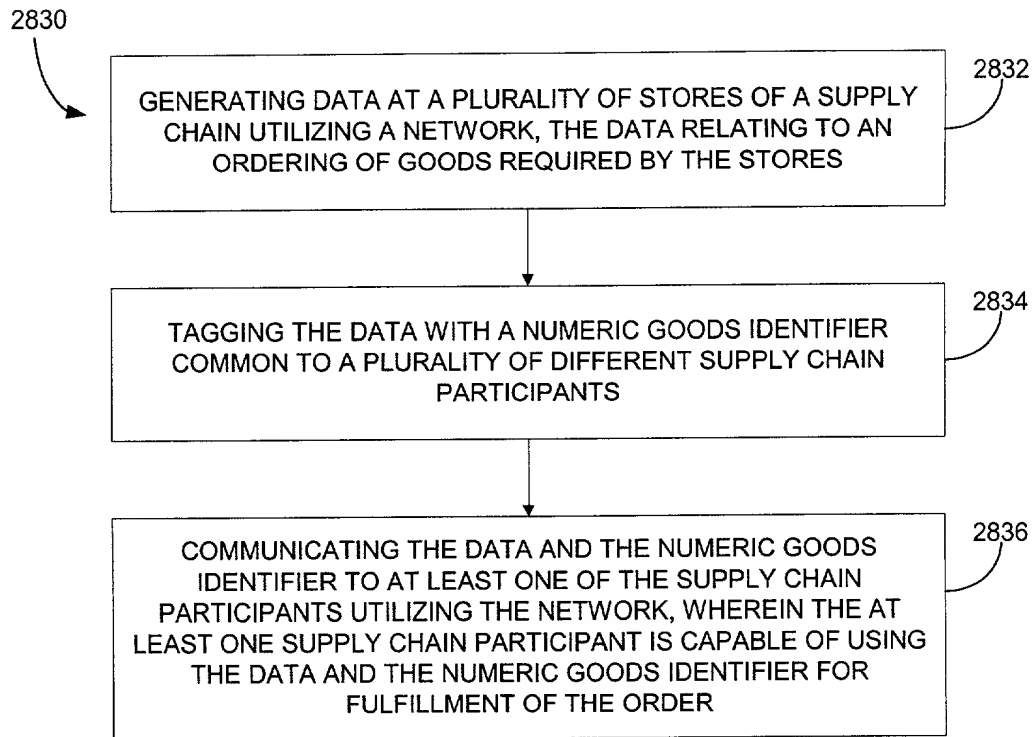 2830
2832
GENERATING DATA AT A PLURALITY OF STORES OF A SUPPLY
CHAIN UTILIZING A NETWORK, THE DATA RELATING TO AN
ORDERING OF GOODS REQUIRED BY THE STORES
2834
TAGGING THE DATA WITH A NUMERIC GOODS IDENTIFIER
COMMON TO A PLURALITY OF DIFFERENT SUPPLY CHAIN
PARTICIPANTS
2836
COMMUNICATING THE DATA AND THE NUMERIC GOODS
IDENTIFIER TO AT LEAST ONE OF THE SUPPLY CHAIN
PARTICIPANTS UTILIZING THE NETWORK, WHEREIN THE AT
LEAST ONE SUPPLY CHAIN PARTICIPANT IS CAPABLE OF USING
THE DATA AND THE NUMERIC GOODS IDENTIFIER FOR
FULFILLMENT OF THE ORDER